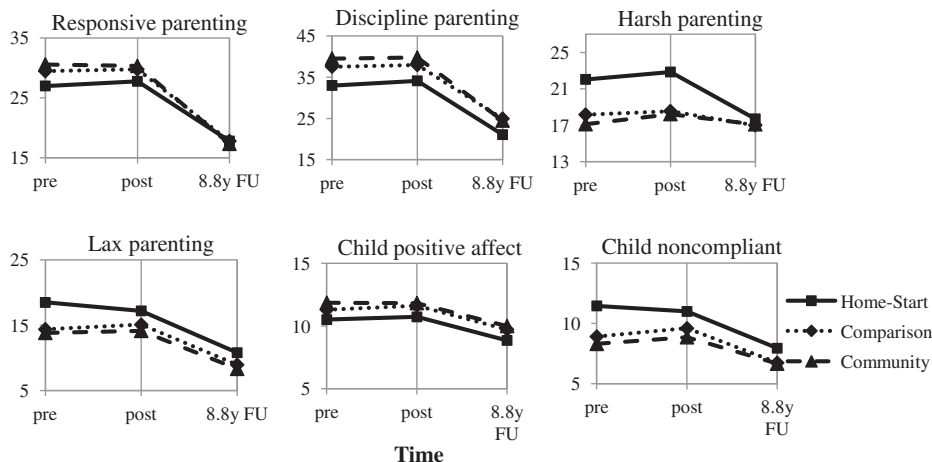 Responsive parenting
35
25
15
pre post 8.8y FU
Discipline parenting
45
35
25
15
pre post 8.8y FU
Harsh parenting
25
21
17
13
pre post 8.8y FU
Lax parenting
25
15
5
pre post 8.8y FU
Child positive affect
15
10
5
pre post 8.8y
FU
Child noncompliant
15
10
5
pre post 8.8y
FU
Home-Start
Comparison
Community
Time